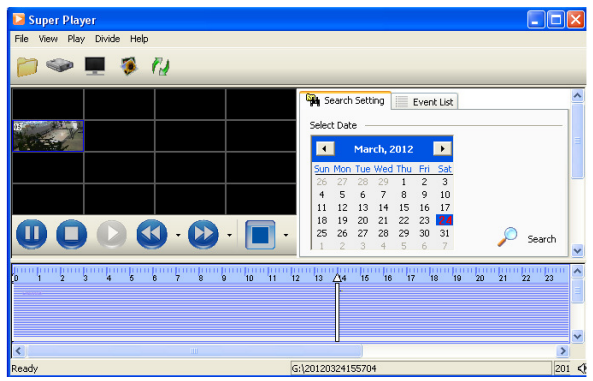 Super Player
File View Play Divide Help
Search Setting Event List
Select Date
March, 2012
Sun Mon Tue Wed Thu Fri Sat
26 27 28 29 1 2 3
4 5 6 7 8 9 10
11 12 13 14 15 16 17
18 19 20 21 22 23 24
25 26 27 28 29 30 31
1 2 3 4 5 6 7
Search
0 1 2 3 4 5 6 7 8 9 10 11 12 13 14 15 16 17 18 19 20 21 22 23
Ready G:\20120324155704 201